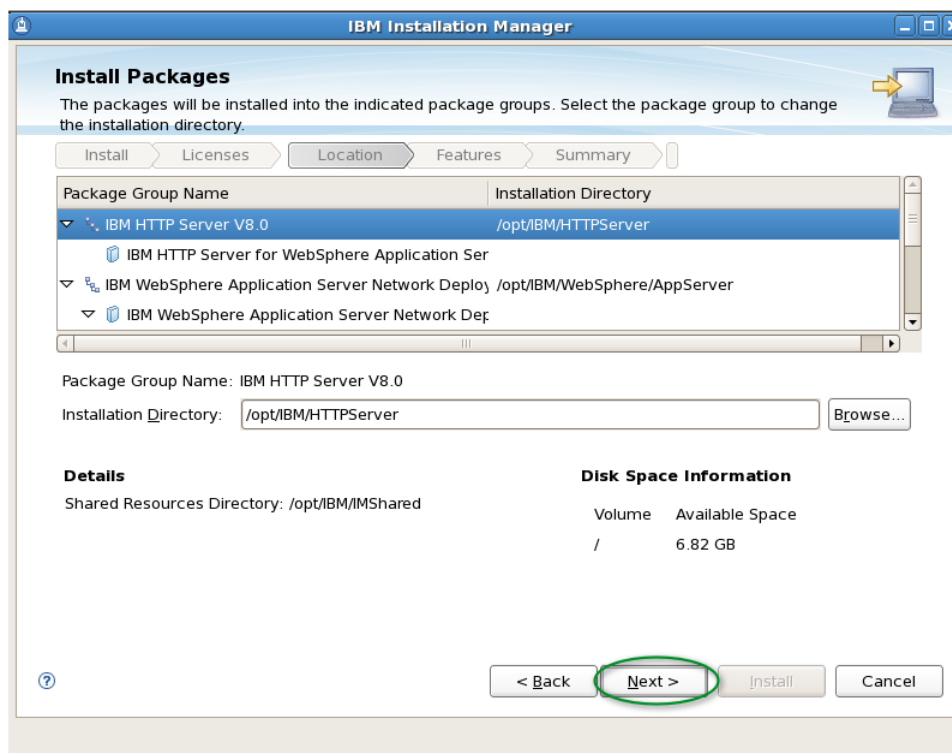 IBM Installation Manager
Install Packages
The packages will be installed into the indicated package groups. Select the package group to change
the installation directory.
Install Licenses Location Features Summary
Package Group Name Installation Directory
IBM HTTP Server V8.0 /opt/IBM/HTTPServer
IBM HTTP Server for WebSphere Application Ser
IBM WebSphere Application Server Network Deploy /opt/IBM/WebSphere/AppServer
IBM WebSphere Application Server Network Dep
Package Group Name: IBM HTTP Server V8.0
Installation Directory: /opt/IBM/HTTPServer Browse...
Details Disk Space Information
Shared Resources Directory: /opt/IBM/IMShared
Volume Available Space
/ 6.82 GB
? < Back Next > Install Cancel